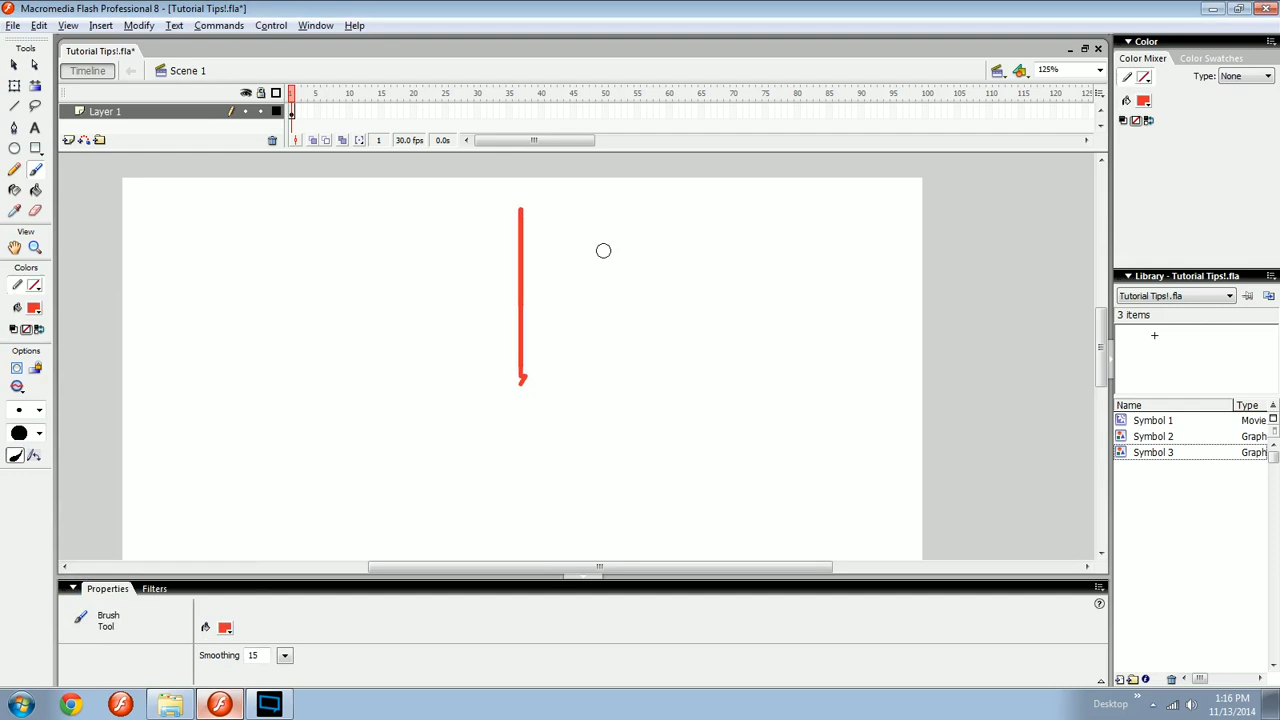 Macromedia Flash Professional 8 - [Tutorial Tips!.fla*]
File Edit View Insert Modify Text Commands Control Window Help
Tools
Tutorial Tips!.fla*
Timeline
Scene 1
125%
5 10 15 20 25 30 35 40 45 50 55 60 65 70 75 80 85 90 95 100 105 110 115 120 125
Layer 1
1 30.0 fps 0.0s
View
Colors
Options
Color
Color Mixer Color Swatches
Type: None
Library - Tutorial Tips!.fla
Tutorial Tips!.fla
3 items
Name Type
Symbol 1 Movie
Symbol 2 Graph
Symbol 3 Graph
Properties Filters
Brush
Tool
Smoothing 15
Desktop
1:16 PM
11/13/2014